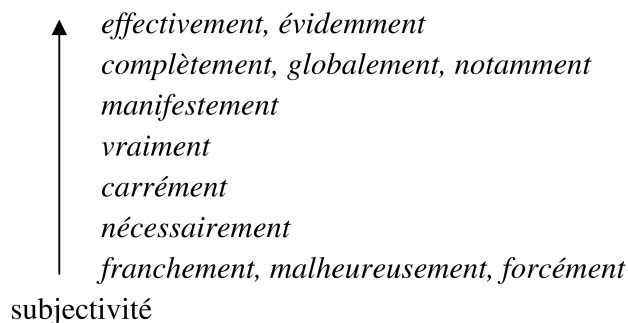 effectivement, évidemment
complètement, globalement, notamment
manifestement
vraiment
carrément
nécessairement
franchement, malheureusement, forcément
subjectivité